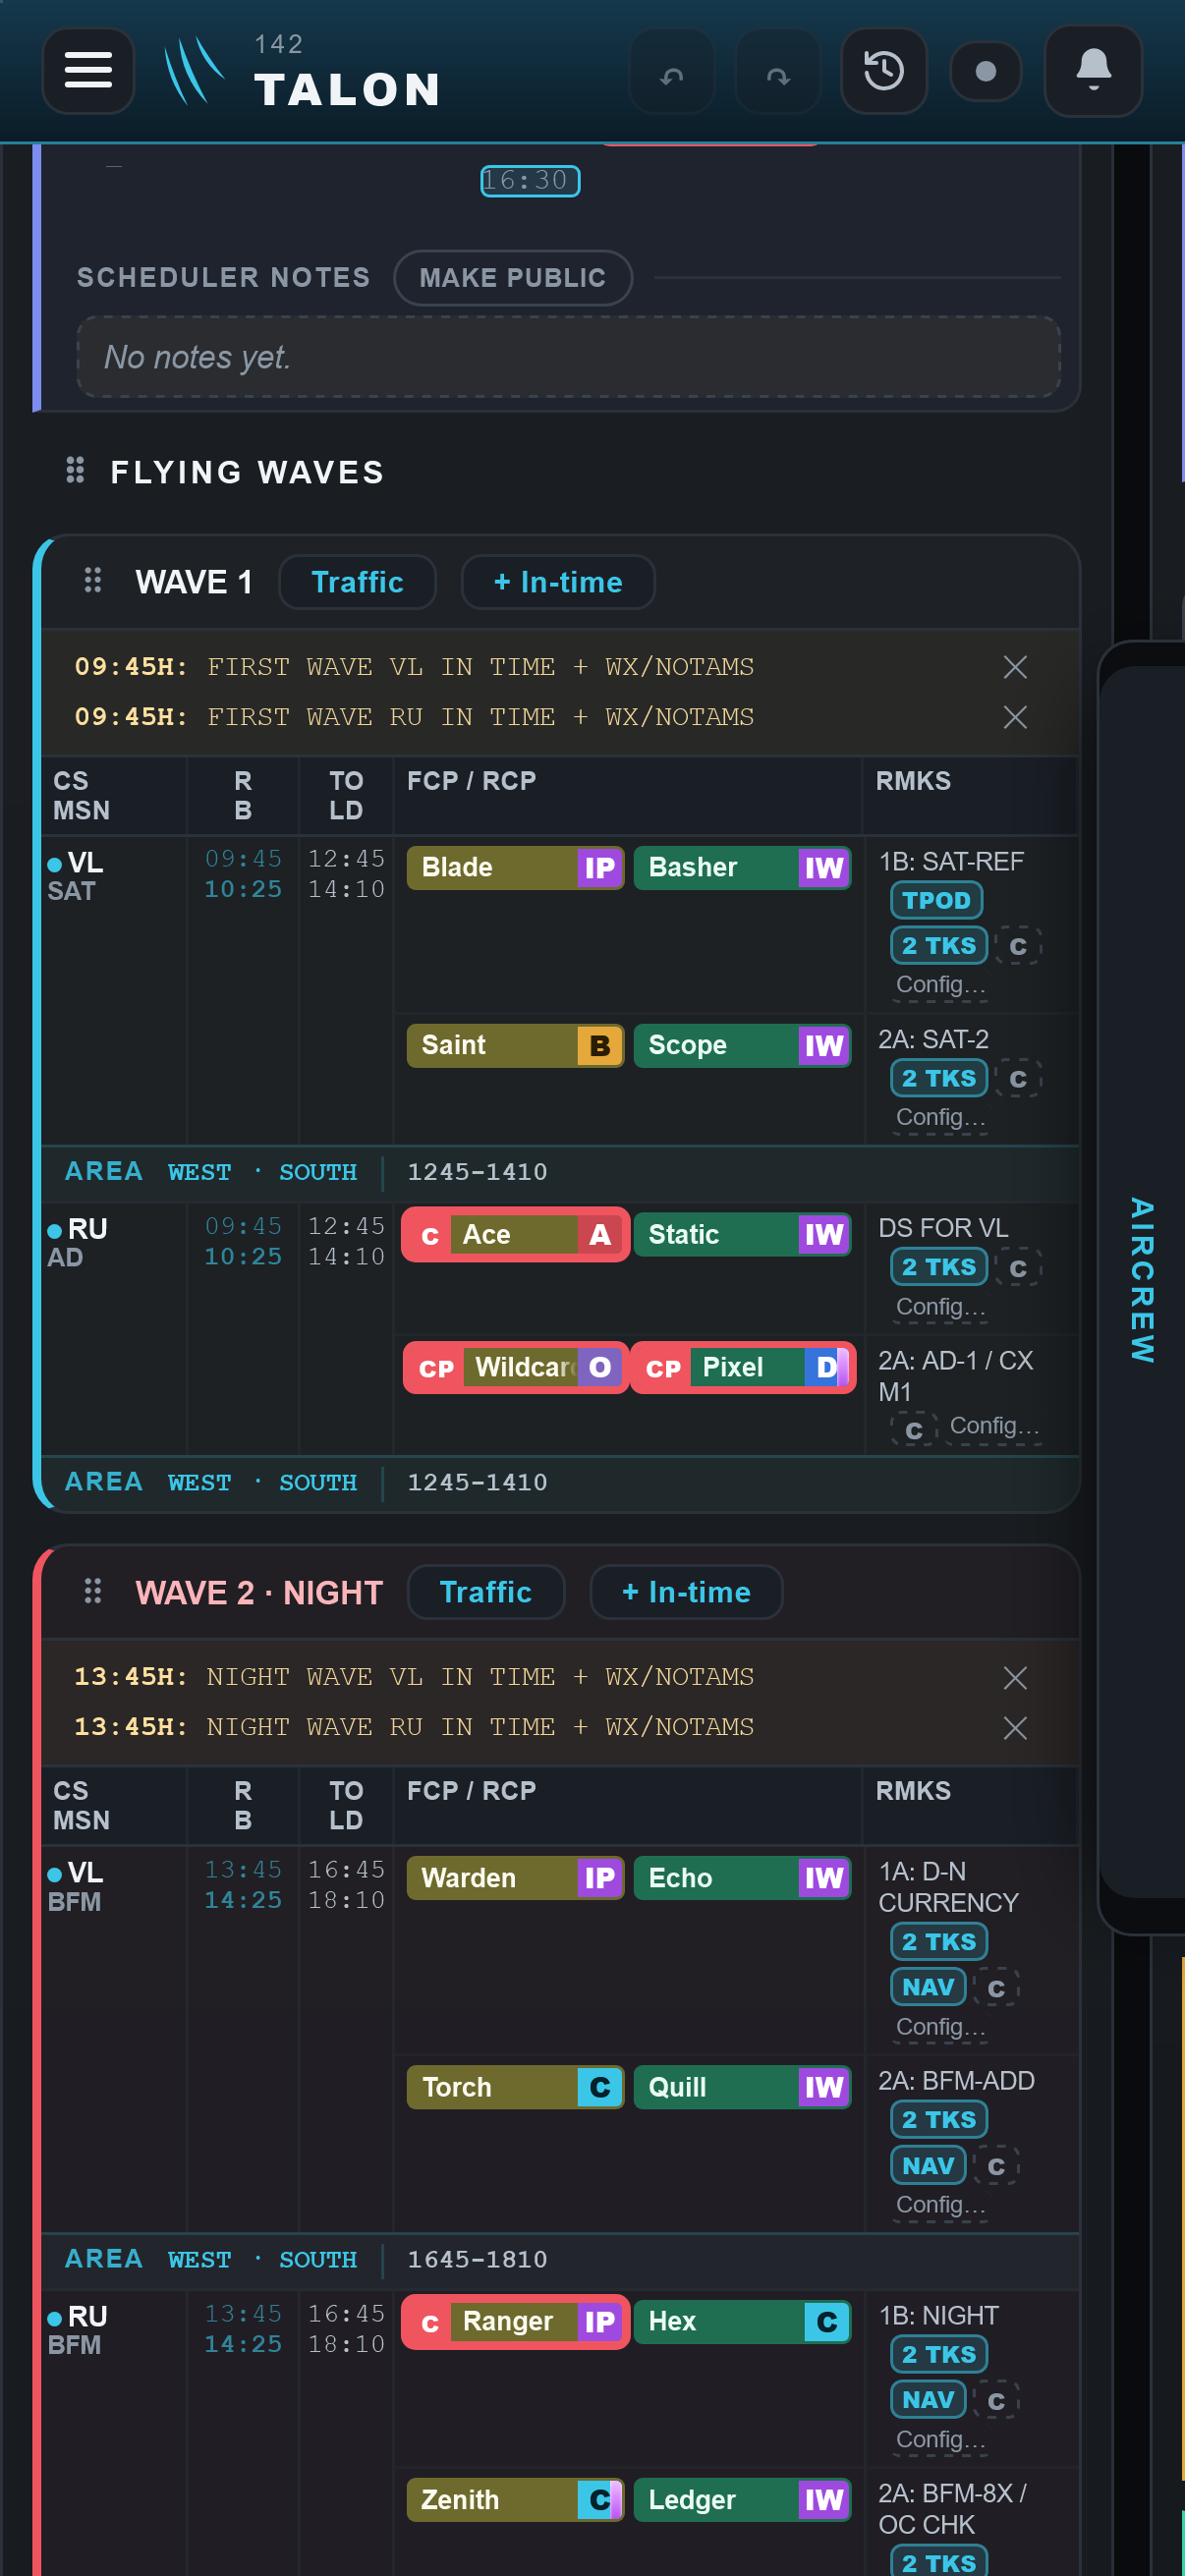 142
TALON
—
16:30
SCHEDULER NOTES MAKE PUBLIC
No notes yet.
FLYING WAVES
WAVE 1 Traffic + In-time
09:45H: FIRST WAVE VL IN TIME + WX/NOTAMS
09:45H: FIRST WAVE RU IN TIME + WX/NOTAMS
CS R TO FCP / RCP RMKS
MSN B LD
VL 09:45 12:45 Blade IP Basher IW 1B: SAT-REF
SAT 10:25 14:10 TPOD
2 TKS C
Config...
Saint B Scope IW 2A: SAT-2
2 TKS C
Config...
AREA WEST · SOUTH 1245-1410
RU 09:45 12:45 C Ace A Static IW DS FOR VL
AD 10:25 14:10 2 TKS C
Config...
CP O CP Pixel D 2A: AD-1 / CX
M1
C Config...
AREA WEST · SOUTH 1245-1410
AIRCREW
WAVE 2 · NIGHT Traffic + In-time
13:45H: NIGHT WAVE VL IN TIME + WX/NOTAMS
13:45H: NIGHT WAVE RU IN TIME + WX/NOTAMS
CS R TO FCP / RCP RMKS
MSN B LD
VL 13:45 16:45 Warden IP Echo IW 1A: D-N
BFM 14:25 18:10 CURRENCY
2 TKS
NAV C
Config...
Torch C Quill IW 2A: BFM-ADD
2 TKS
NAV C
Config...
AREA WEST · SOUTH 1645-1810
RU 13:45 16:45 C Ranger IP Hex C 1B: NIGHT
BFM 14:25 18:10 2 TKS
NAV C
Config...
Zenith C Ledger IW 2A: BFM-8X /
OC CHK
2 TKS